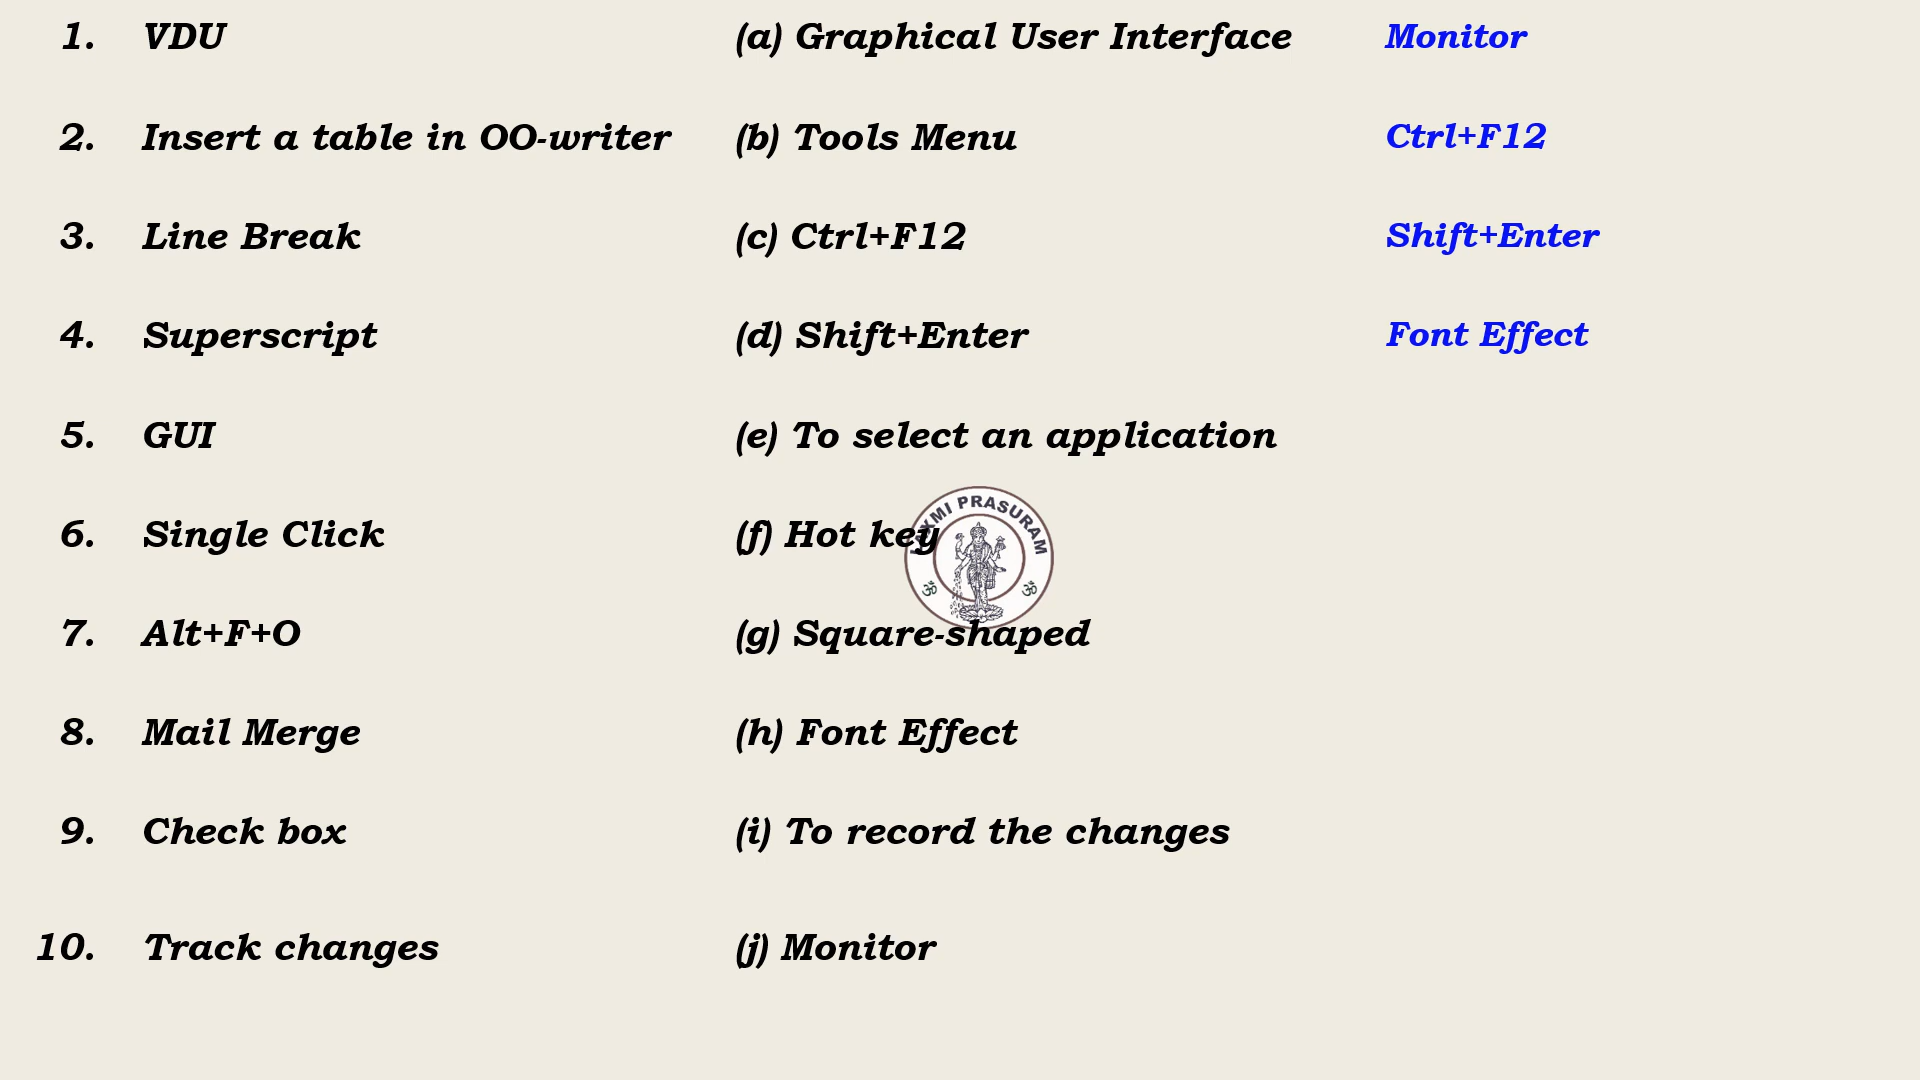 1. VDU (a) Graphical User Interface Monitor
2. Insert a table in OO-writer (b) Tools Menu Ctrl+F12
3. Line Break (c) Ctrl+F12 Shift+Enter
4. Superscript (d) Shift+Enter Font Effect
5. GUI (e) To select an application
6. Single Click (f) Hot key
LAXMI PRASURAM
ॐ ॐ
7. Alt+F+O (g) Square-shaped
8. Mail Merge (h) Font Effect
9. Check box (i) To record the changes
10. Track changes (j) Monitor